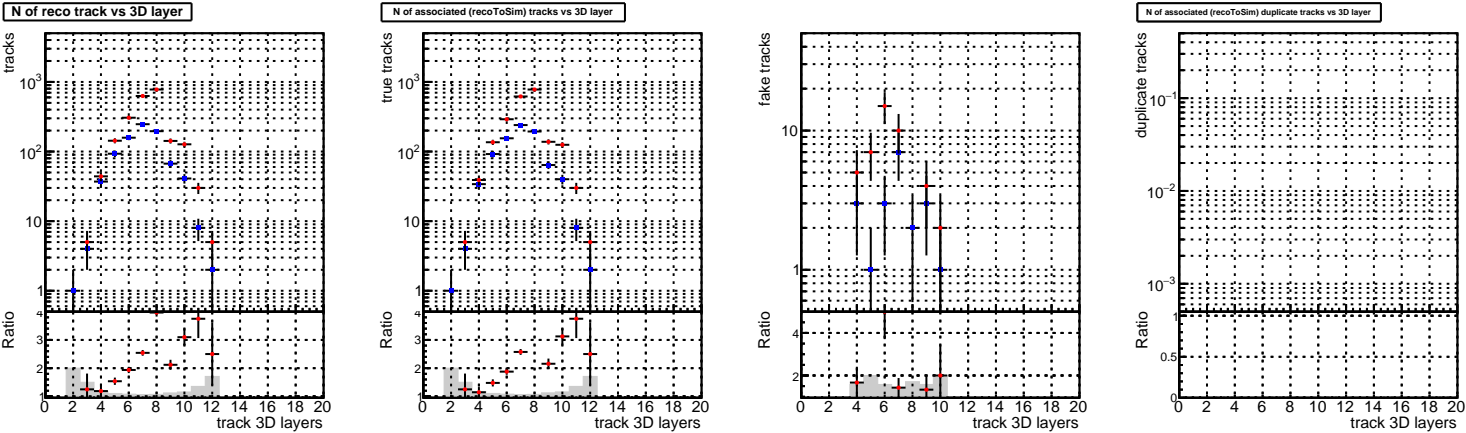 N of reco track vs 3D layer
tracks
10³
10²
10
1
Ratio
4
3
2
1
0 2 4 6 8 10 12 14 16 18 20
track 3D layers
N of associated (recoToSim) tracks vs 3D layer
true tracks
10³
10²
10
1
Ratio
4
3
2
1
0 2 4 6 8 10 12 14 16 18 20
track 3D layers
fake tracks
10
1
Ratio
4
2
0 2 4 6 8 10 12 14 16 18 20
track 3D layers
N of associated (recoToSim) duplicate tracks vs 3D layer
duplicate tracks
10⁻¹
10⁻²
10⁻³
Ratio
1
0.5
0
0 2 4 6 8 10 12 14 16 18 20
track 3D layers